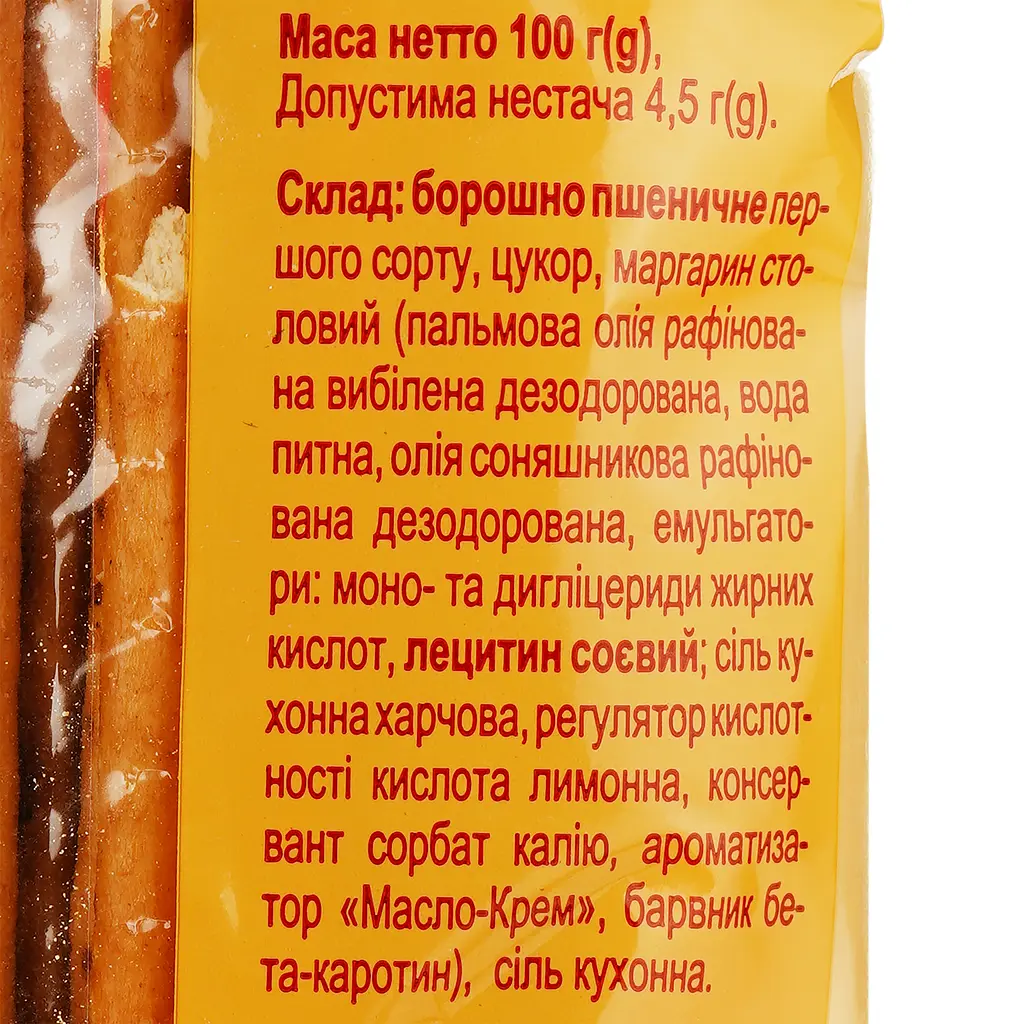 Маса нетто 100 г(g),
Допустима нестача 4,5 г(g).
Склад: борошно пшеничне пер-
шого сорту, цукор, маргарин сто-
ловий (пальмова олія рафінова-
на вибілена дезодорована, вода
питна, олія соняшникова рафіно-
вана дезодорована, емульгато-
ри: моно- та дигліцериди жирних
кислот, лецитин соєвий; сіль ку-
хонна харчова, регулятор кислот-
ності кислота лимонна, консер-
вант сорбат калію, ароматиза-
тор «Масло-Крем», барвник бе-
та-каротин), сіль кухонна.